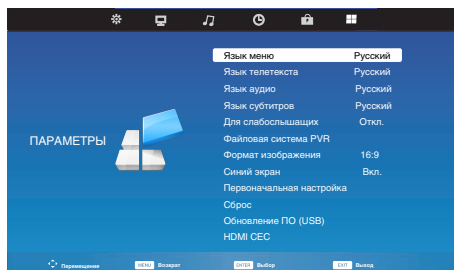 Язык меню Русский
Язык телетекста Русский
Язык аудио Русский
Язык субтитров Русский
Для слабослышащих Откл.
ПАРАМЕТРЫ
Файловая система PVR
Формат изображения 16:9
Синий экран Вкл.
Первоначальная настройка
Сброс
Обновление ПО (USB)
HDMI CEC
Перемещение MENU Возврат ENTER Выбор EXIT Выход